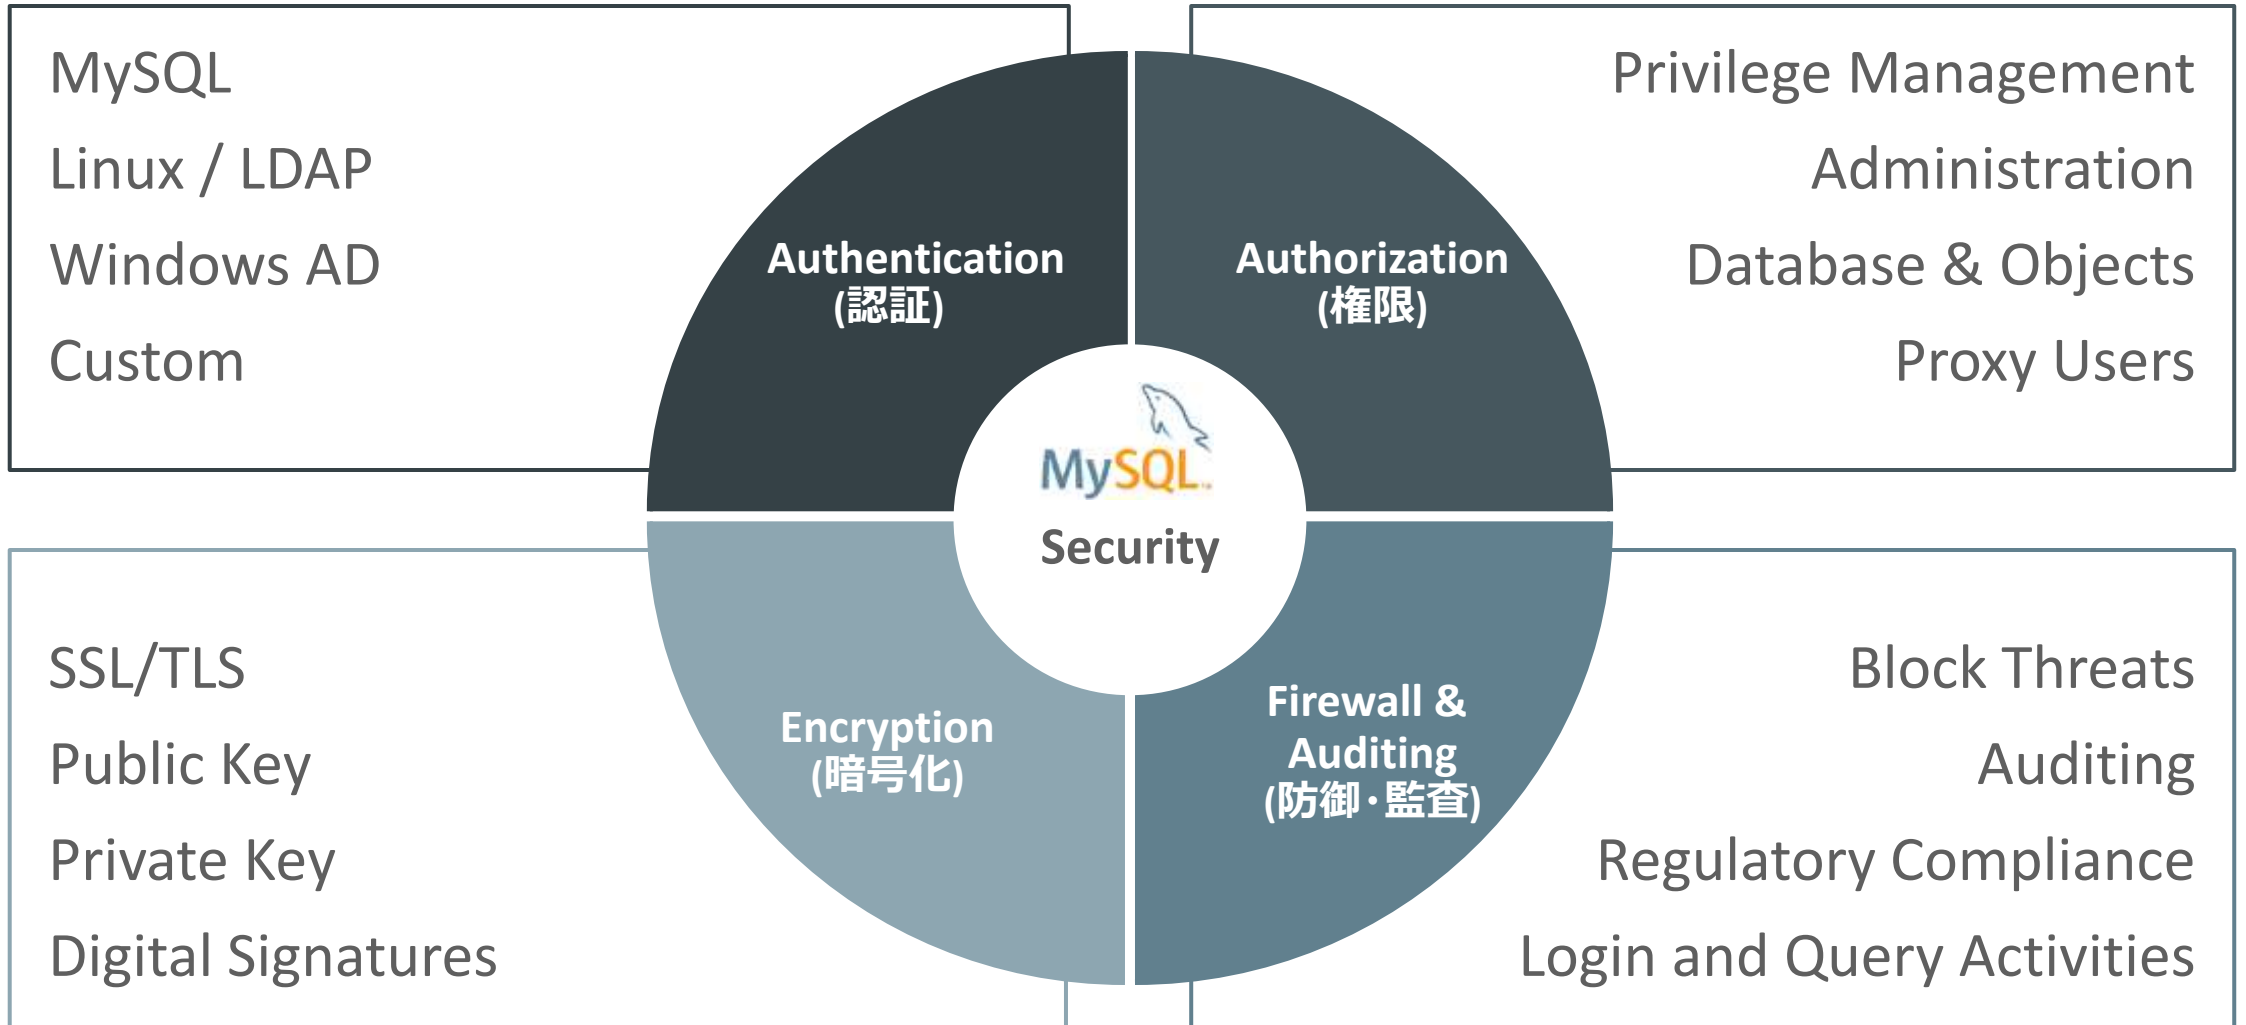 MySQL
Linux / LDAP
Windows AD
Custom
Authentication
(認証)
Authorization
(権限)
Privilege Management
Administration
Database & Objects
Proxy Users
MySQL
Security
SSL/TLS
Public Key
Private Key
Digital Signatures
Encryption
(暗号化)
Firewall &
Auditing
(防御・監査)
Block Threats
Auditing
Regulatory Compliance
Login and Query Activities